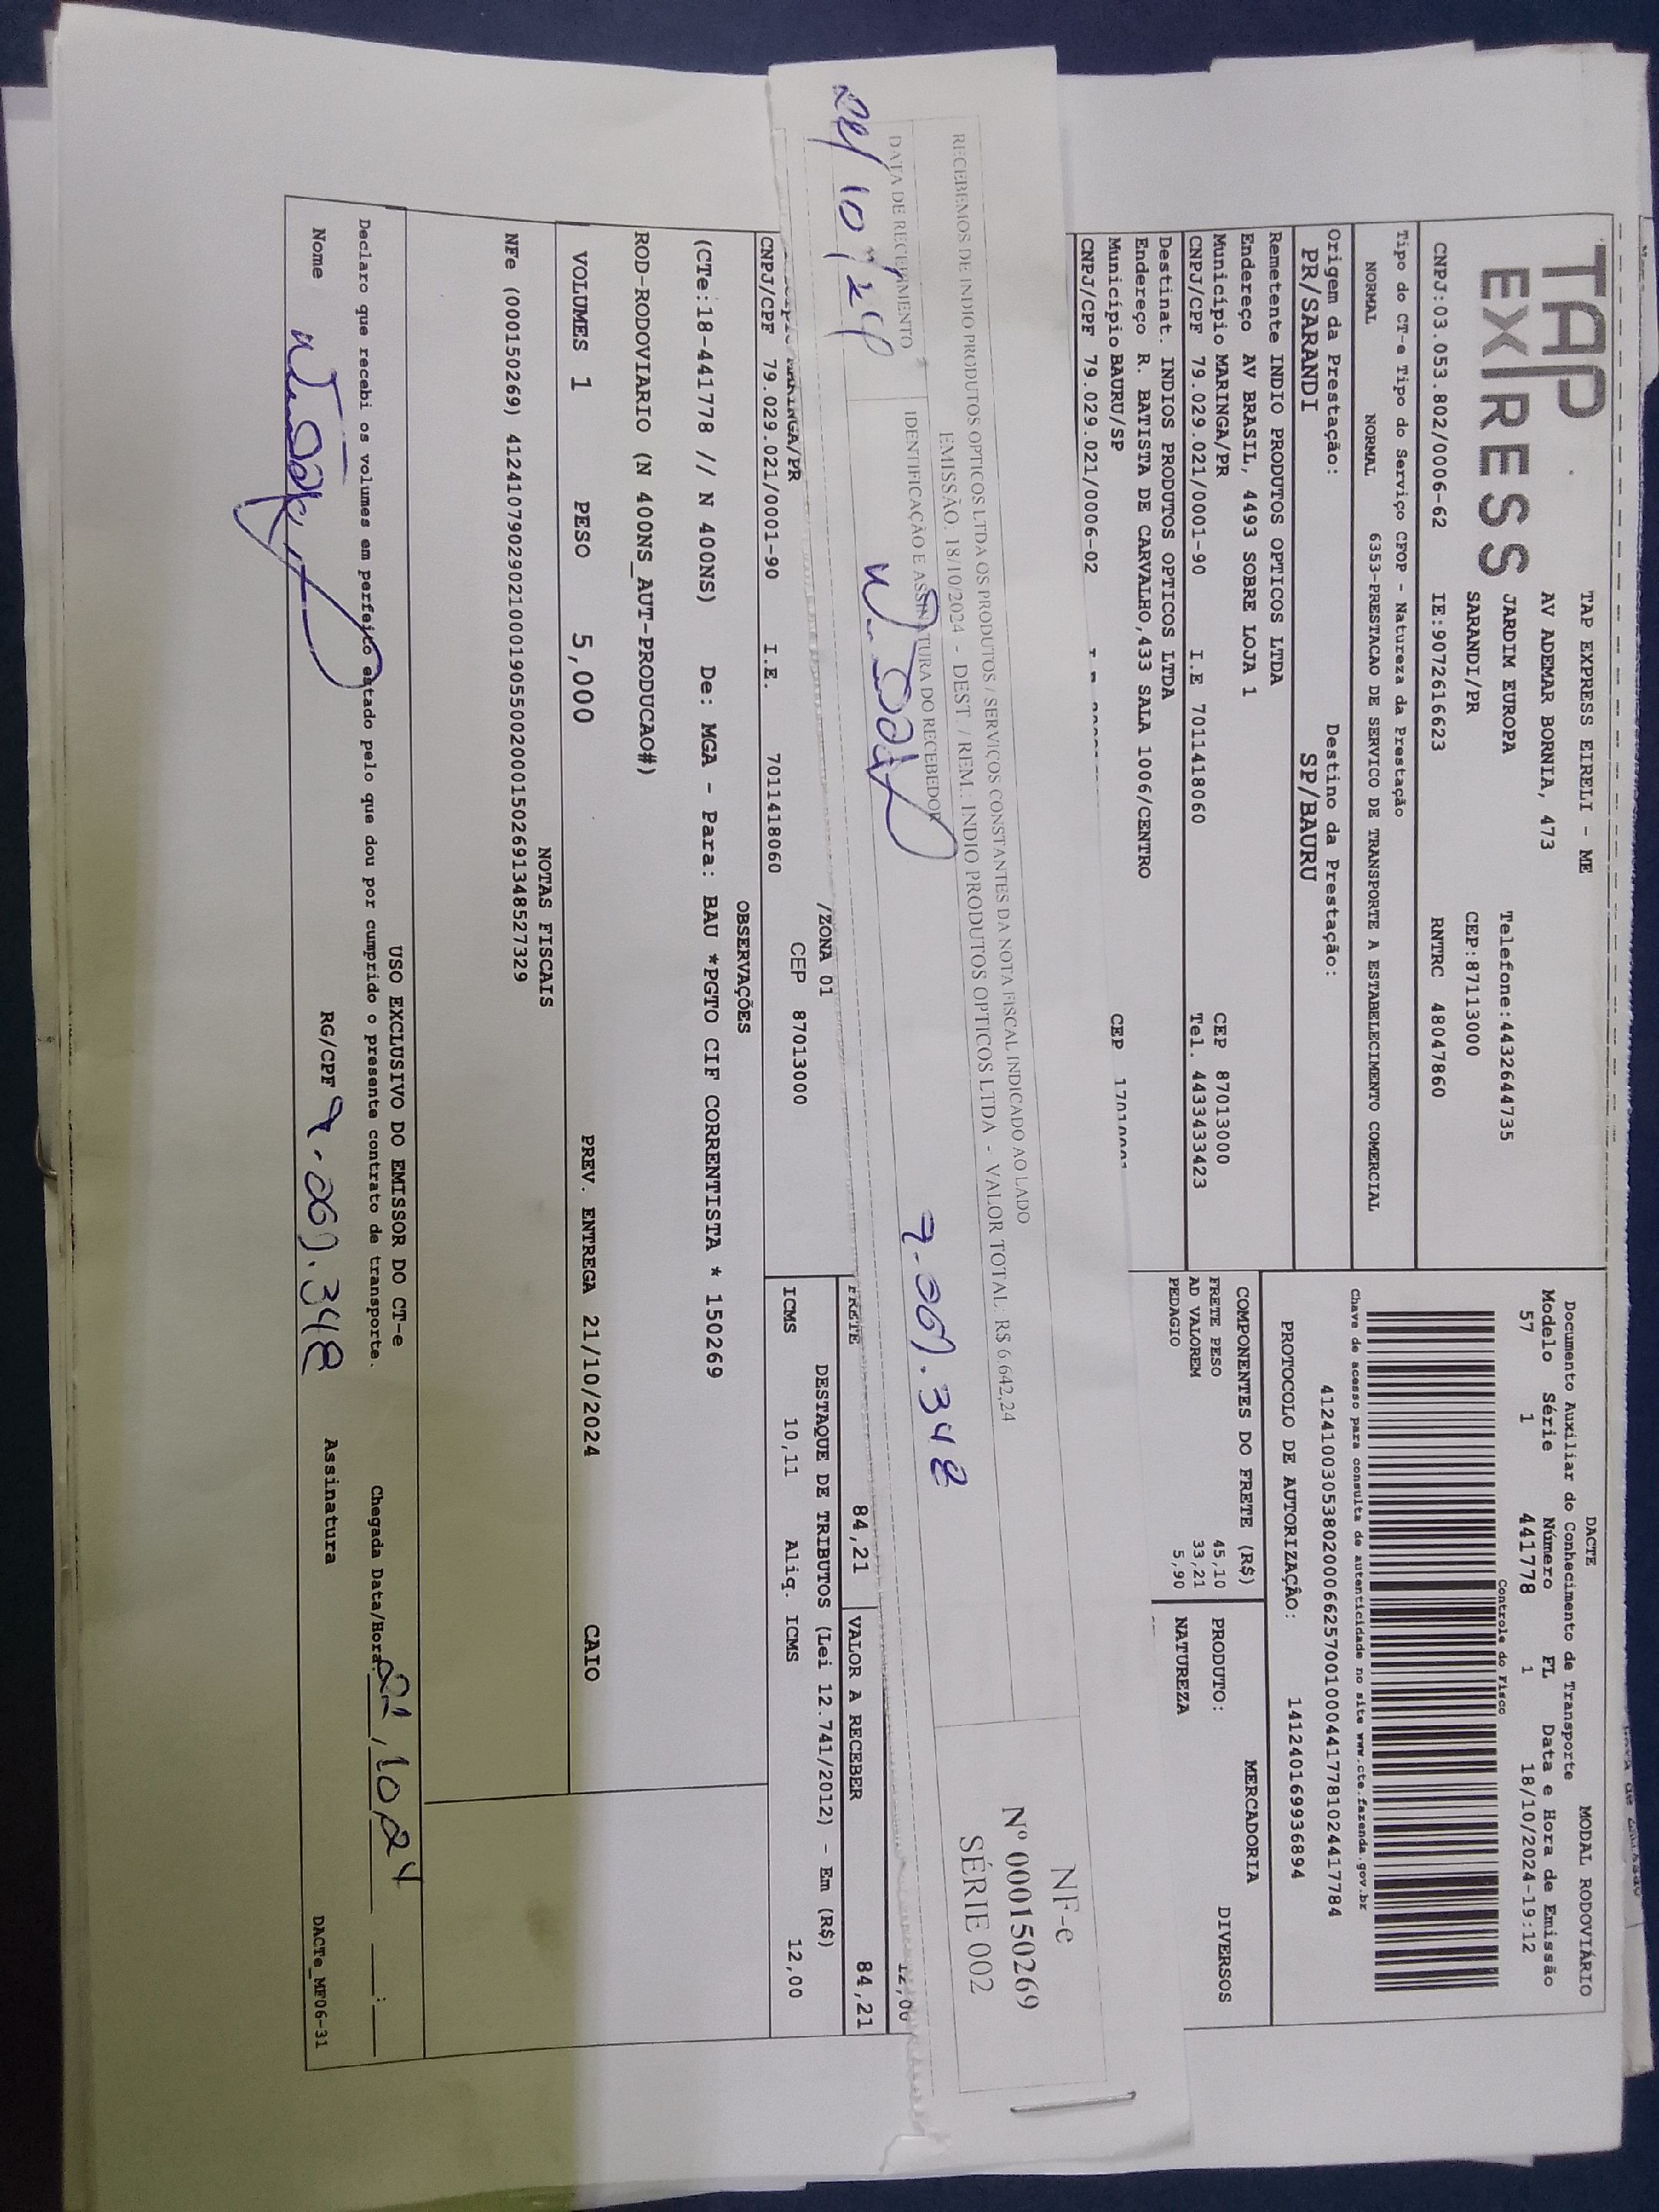 TAP
EXPRESS
TAP EXPRESS EIRELI - ME
AV ADEMAR BORNIA, 473
JARDIM EUROPA Telefone:4432644735
SARANDI/PR CEP:87113000
CNPJ:03.053.802/0006-62 IE:9072616623 RNTRC 48047860
DACTE MODAL RODOVIÁRIO
Documento Auxiliar do Conhecimento de Transporte
Modelo Série Número FL Data e Hora de Emissão
57 1 441778 1 18/10/2024-19:12
Controle do Fisco
Chave de acesso para consulta de autenticidade no site www.cte.fazenda.gov.br
41241003053802000662570010004417781024417784
PROTOCOLO DE AUTORIZAÇÃO: 141240169936894
Tipo do CT-e Tipo do Serviço CFOP - Natureza da Prestação
NORMAL NORMAL 6353-PRESTACAO DE SERVICO DE TRANSPORTE A ESTABELECIMENTO COMERCIAL
Origem da Prestação: Destino da Prestação:
PR/SARANDI SP/BAURU
Remetente INDIO PRODUTOS OPTICOS LTDA
Endereço AV BRASIL, 4493 SOBRE LOJA 1
Município MARINGA/PR CEP 87013000
CNPJ/CPF 79.029.021/0001-90 I.E 7011418060 Tel. 4433433423
Destinat. INDIOS PRODUTOS OPTICOS LTDA
Endereço R. BATISTA DE CARVALHO,433 SALA 1006/CENTRO
Município BAURU/SP CEP
CNPJ/CPF 79.029.021/0006-02
COMPONENTES DO FRETE (R$)
FRETE PESO 45,10
AD VALOREM 33,21
PEDAGIO 5,90
MERCADORIA
PRODUTO: DIVERSOS
NATUREZA
RECEBEMOS DE INDIO PRODUTOS OPTICOS LTDA OS PRODUTOS / SERVIÇOS CONSTANTES DA NOTA FISCAL INDICADO AO LADO
EMISSÃO: 18/10/2024 - DEST / REM.: INDIO PRODUTOS OPTICOS LTDA - VALOR TOTAL: R$ 6.642,24
DATA DE RECEBIMENTO IDENTIFICAÇÃO E ASSINATURA DO RECEBEDOR
NF-e
Nº 000150269
SÉRIE 002
12,00
/ZONA 01
MARINGA/PR CEP 87013000
CNPJ/CPF 79.029.021/0001-90 I.E. 7011418060
FRETE 84,21 VALOR A RECEBER 84,21
DESTAQUE DE TRIBUTOS (Lei 12.741/2012) - Em (R$)
ICMS 10,11 Aliq. ICMS 12,00
OBSERVAÇÕES
(CTe:18-441778 // N 400NS) De: MGA - Para: BAU *PGTO CIF CORRENTISTA * 150269
ROD-RODOVIARIO (N 400NS_AUT-PRODUCAO#)
VOLUMES 1 PESO 5,000 PREV. ENTREGA 21/10/2024 CAIO
NOTAS FISCAIS
NFe (000150269) 41241079029021000190550020001502691348527329
USO EXCLUSIVO DO EMISSOR DO CT-e
Declaro que recebi os volumes em perfeito estado pelo que dou por cumprido o presente contrato de transporte. Chegada Data/Hora:
Nome RG/CPF Assinatura DACTe_MF06-31